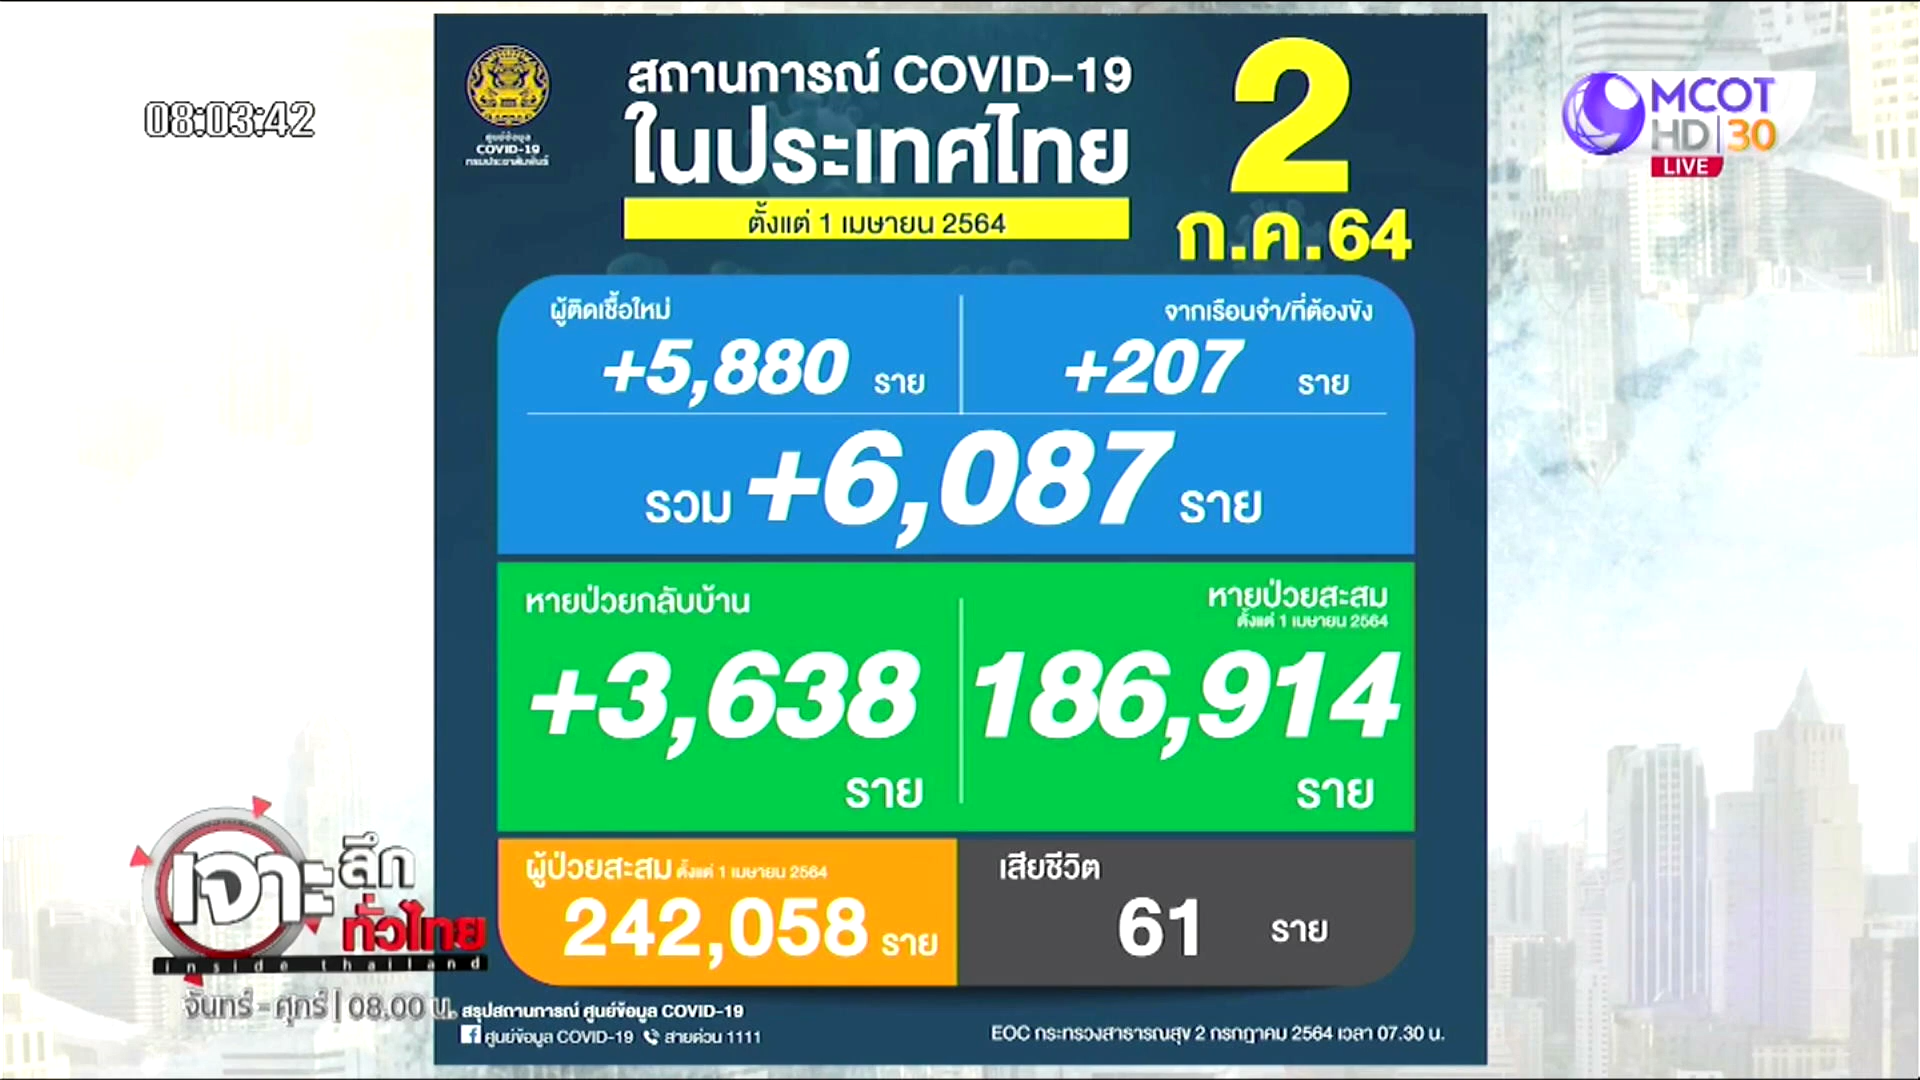 08:03:42
ศูนย์ข้อมูล
COVID-19
กรมประชาสัมพันธ์
สถานการณ์ COVID-19
ในประเทศไทย
ตั้งแต่ 1 เมษายน 2564
2
ก.ค.64
MCOT
HD 30
LIVE
ผู้ติดเชื้อใหม่
+5,880 ราย
จากเรือนจำ/ที่ต้องขัง
+207 ราย
รวม +6,087 ราย
หายป่วยกลับบ้าน
+3,638
ราย
หายป่วยสะสม
ตั้งแต่ 1 เมษายน 2564
186,914
ราย
ผู้ป่วยสะสม ตั้งแต่ 1 เมษายน 2564
242,058 ราย
เสียชีวิต
61 ราย
เจาะลึก
ทั่วไทย
inside thailand
จันทร์ - ศุกร์ | 08.00 น.
สรุปสถานการณ์ ศูนย์ข้อมูล COVID-19
ศูนย์ข้อมูล COVID-19 สายด่วน 1111
EOC กระทรวงสาธารณสุข 2 กรกฎาคม 2564 เวลา 07.30 น.